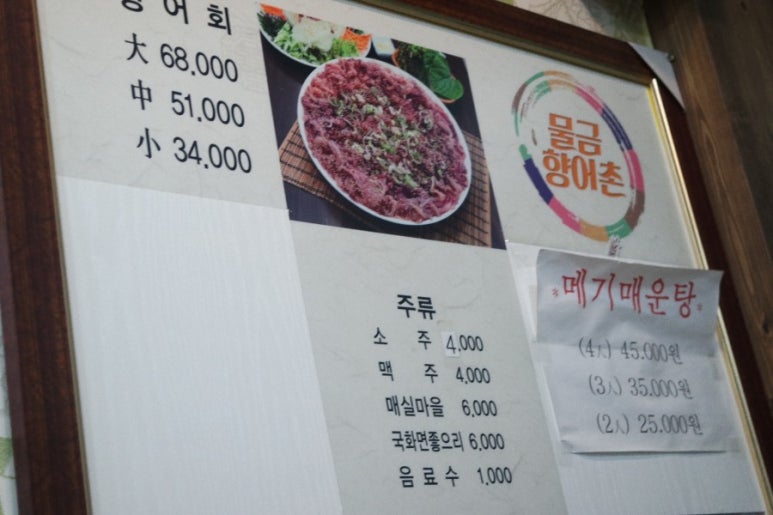 향어회
大 68,000
中 51,000
小 34,000
물금
향어촌
주류
소주 4,000
맥주 4,000
매실마을 6,000
국화면좋으리 6,000
음료수 1,000
*메기매운탕*
(4人) 45.000원
(3人) 35.000원
(2人) 25.000원